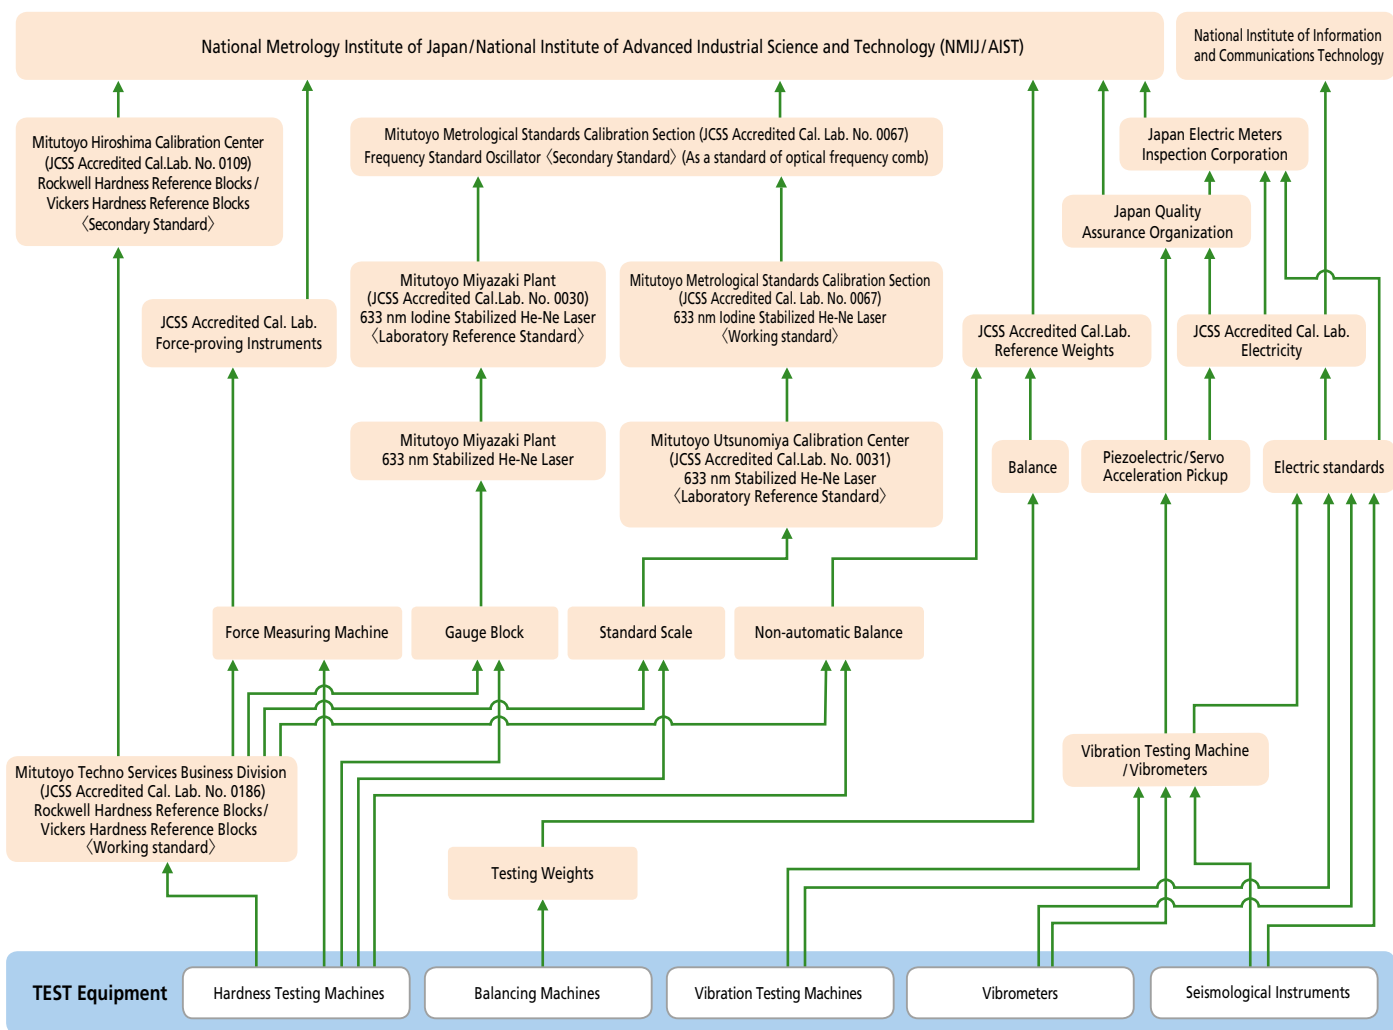 National Metrology Institute of Japan/National Institute of Advanced Industrial Science and Technology (NMIJ/AIST)
National Institute of Information
and Communications Technology
Mitutoyo Hiroshima Calibration Center
(JCSS Accredited Cal.Lab. No. 0109)
Rockwell Hardness Reference Blocks/
Vickers Hardness Reference Blocks
〈Secondary Standard〉
Mitutoyo Metrological Standards Calibration Section (JCSS Accredited Cal. Lab. No. 0067)
Frequency Standard Oscillator〈Secondary Standard〉(As a standard of optical frequency comb)
Japan Electric Meters
Inspection Corporation
Japan Quality
Assurance Organization
JCSS Accredited Cal. Lab.
Force-proving Instruments
Mitutoyo Miyazaki Plant
(JCSS Accredited Cal.Lab. No. 0030)
633 nm Iodine Stabilized He-Ne Laser
〈Laboratory Reference Standard〉
Mitutoyo Metrological Standards Calibration Section
(JCSS Accredited Cal. Lab. No. 0067)
633 nm Iodine Stabilized He-Ne Laser
〈Working standard〉
JCSS Accredited Cal.Lab.
Reference Weights
JCSS Accredited Cal. Lab.
Electricity
Mitutoyo Miyazaki Plant
633 nm Stabilized He-Ne Laser
Mitutoyo Utsunomiya Calibration Center
(JCSS Accredited Cal.Lab. No. 0031)
633 nm Stabilized He-Ne Laser
〈Laboratory Reference Standard〉
Balance
Piezoelectric/Servo
Acceleration Pickup
Electric standards
Force Measuring Machine
Gauge Block
Standard Scale
Non-automatic Balance
Mitutoyo Techno Services Business Division
(JCSS Accredited Cal. Lab. No. 0186)
Rockwell Hardness Reference Blocks/
Vickers Hardness Reference Blocks
〈Working standard〉
Vibration Testing Machine
/Vibrometers
Testing Weights
TEST Equipment
Hardness Testing Machines
Balancing Machines
Vibration Testing Machines
Vibrometers
Seismological Instruments